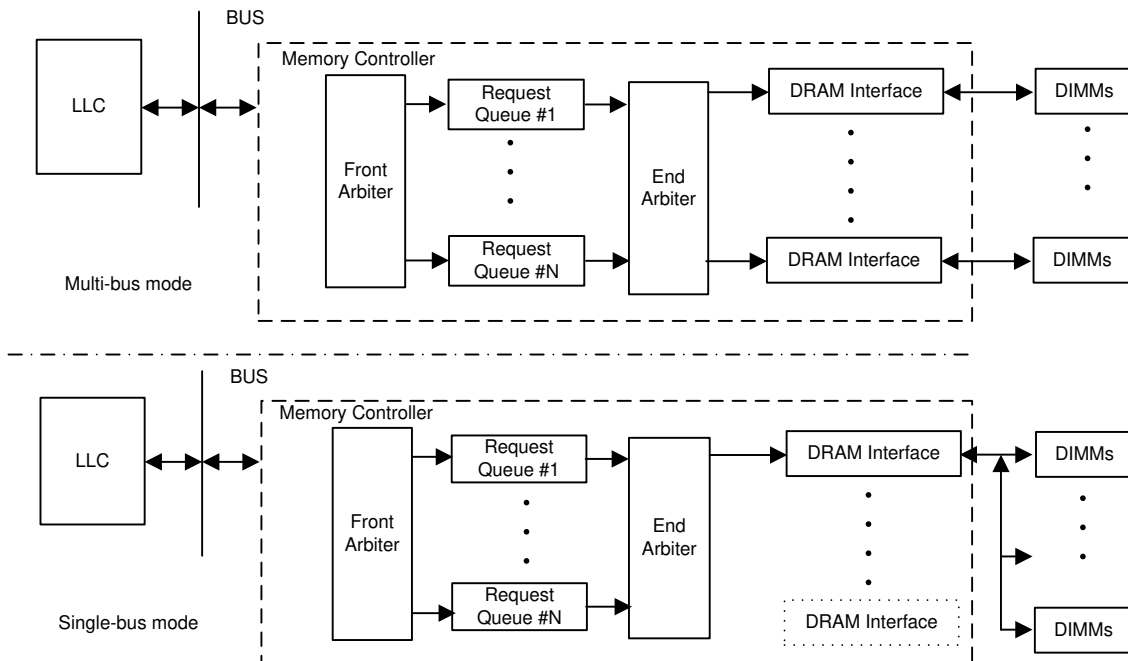 BUS
Memory Controller
LLC
Request
Queue #1
DRAM Interface
DIMMs
Front
Arbiter
End
Arbiter
Request
Queue #N
DRAM Interface
DIMMs
Multi-bus mode
BUS
Memory Controller
LLC
Request
Queue #1
DRAM Interface
DIMMs
Front
Arbiter
End
Arbiter
Request
Queue #N
DRAM Interface
DIMMs
Single-bus mode